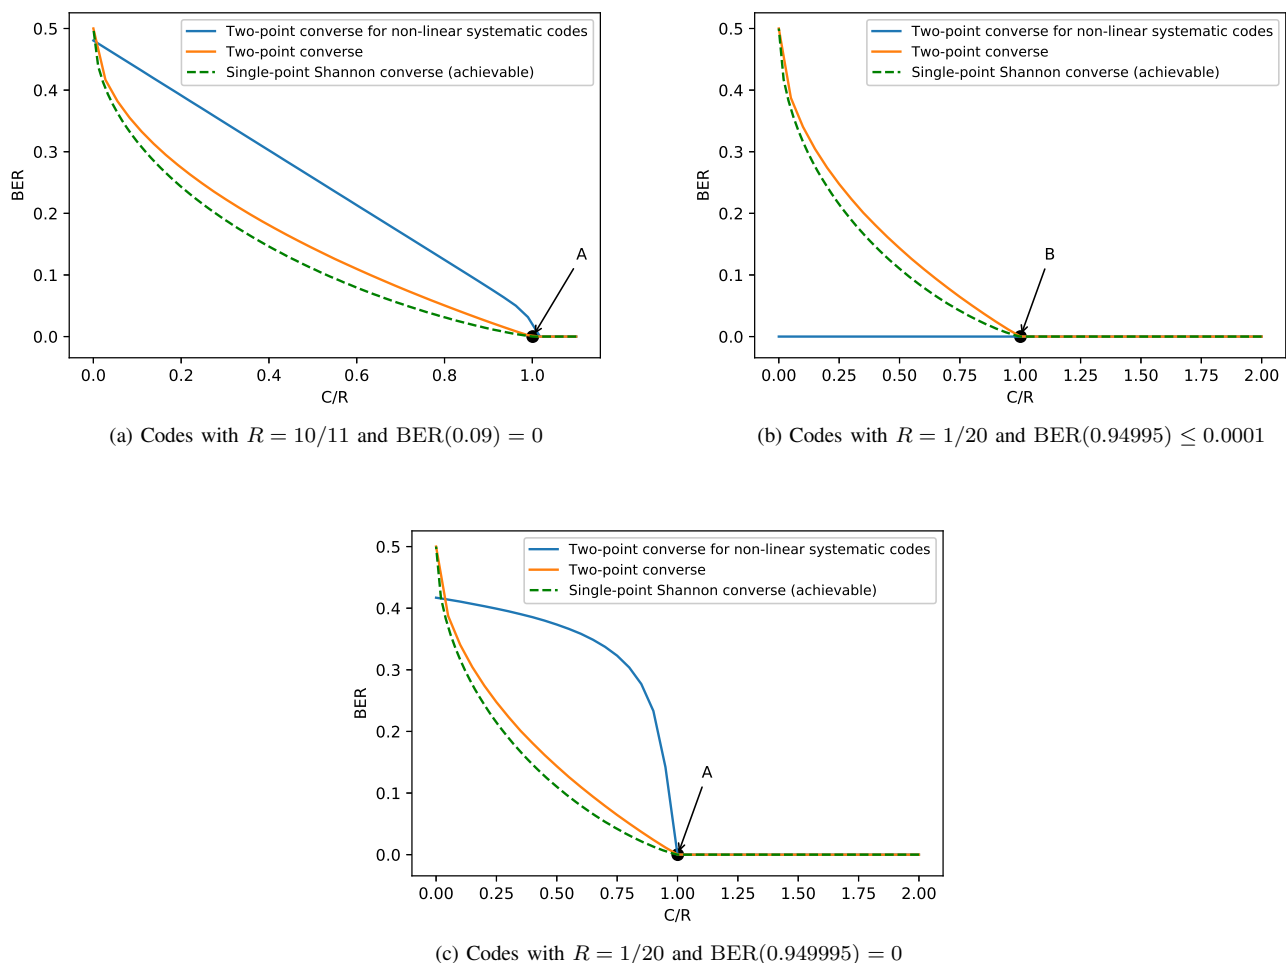 Two-point converse for non-linear systematic codes
Two-point converse
Single-point Shannon converse (achievable)
0.5
0.4
0.3
0.2
0.1
0.0
BER
A
0.0 0.2 0.4 0.6 0.8 1.0
C/R
(a) Codes with R = 10/11 and BER(0.09) = 0
Two-point converse for non-linear systematic codes
Two-point converse
Single-point Shannon converse (achievable)
0.5
0.4
0.3
0.2
0.1
0.0
BER
B
0.00 0.25 0.50 0.75 1.00 1.25 1.50 1.75 2.00
C/R
(b) Codes with R = 1/20 and BER(0.94995) ≤ 0.0001
Two-point converse for non-linear systematic codes
Two-point converse
Single-point Shannon converse (achievable)
0.5
0.4
0.3
0.2
0.1
0.0
BER
A
0.00 0.25 0.50 0.75 1.00 1.25 1.50 1.75 2.00
C/R
(c) Codes with R = 1/20 and BER(0.949995) = 0